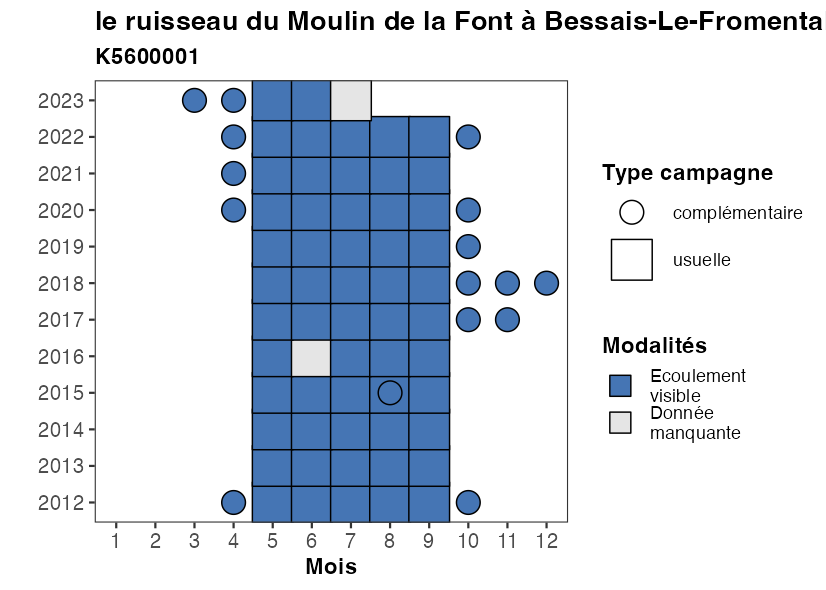 le ruisseau du Moulin de la Font à Bessais-Le-Fromental
K5600001
2023
2022
2021
2020
2019
2018
2017
2016
2015
2014
2013
2012
1 2 3 4 5 6 7 8 9 10 11 12
Mois
Type campagne
complémentaire
usuelle
Modalités
Ecoulement
visible
Donnée
manquante